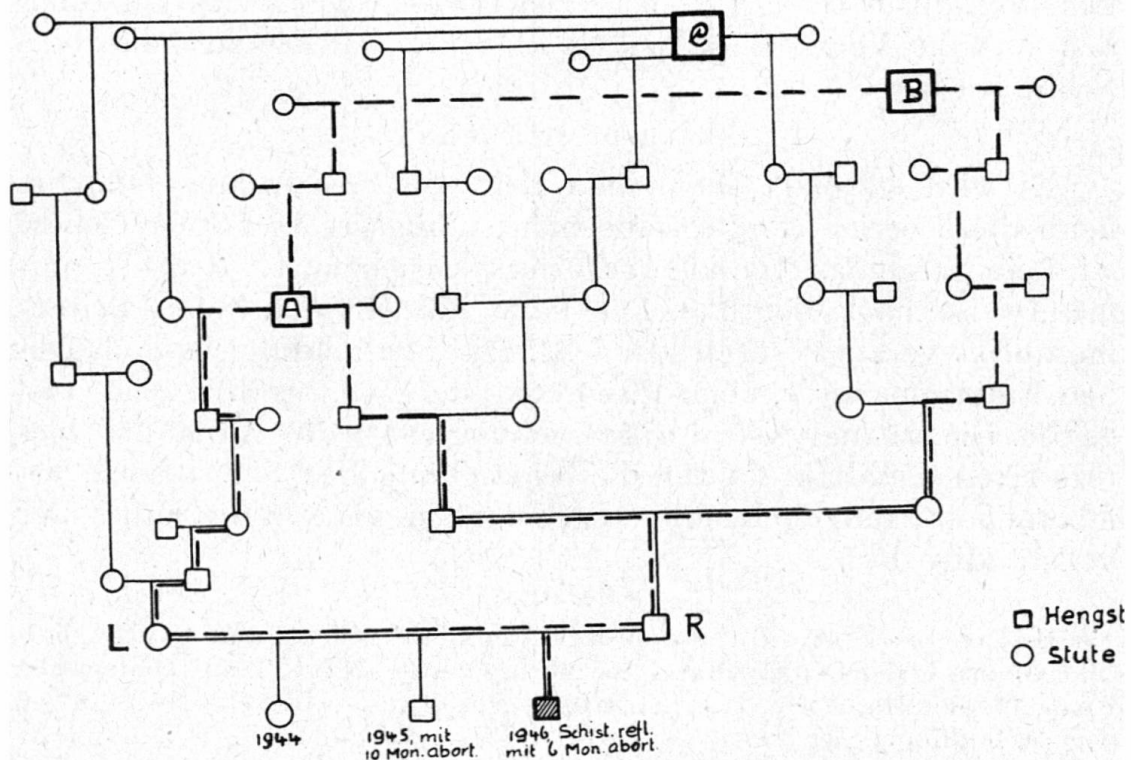 C
B
A
L
R
Hengst
Stute
1944
1945, mit
10 Mon. abort.
1946, Schist. refl.
mit 6 Mon. abort.